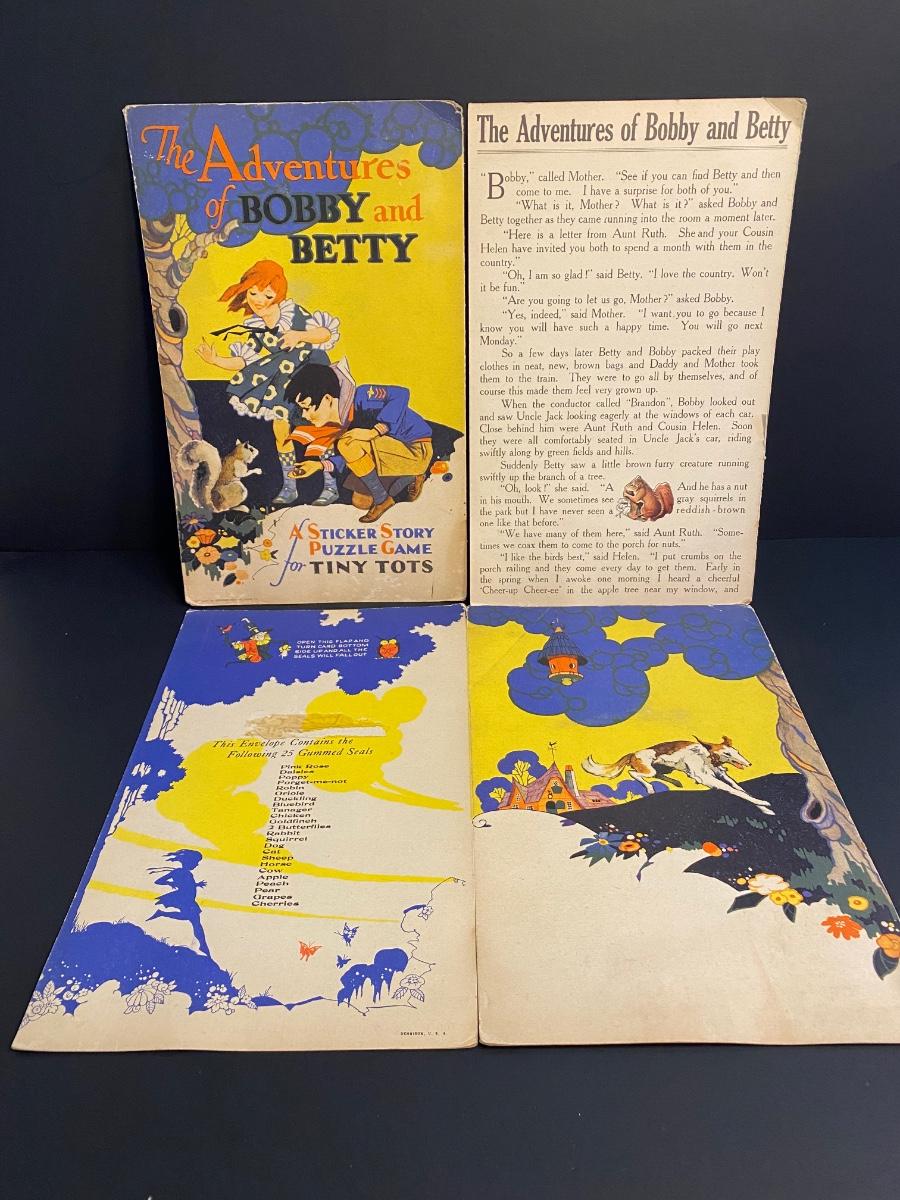 The Adventures
of BOBBY and
BETTY
A STICKER STORY
PUZZLE GAME
for TINY TOTS
The Adventures of Bobby and Betty
"Bobby," called Mother. "See if you can find Betty and then
come to me. I have a surprise for both of you."
"What is it, Mother? What is it?" asked Bobby and
Betty together as they came running into the room a moment later.
"Here is a letter from Aunt Ruth. She and your Cousin
Helen have invited you both to spend a month with them in the
country."
"Oh, I am so glad!" said Betty. "I love the country. Won't
it be fun."
"Are you going to let us go, Mother?" asked Bobby.
"Yes, indeed," said Mother. "I want you to go because I
know you will have such a happy time. You will go next
Monday."
So a few days later Betty and Bobby packed their play
clothes in neat, new, brown bags and Daddy and Mother took
them to the train. They were to go all by themselves, and of
course this made them feel very grown up.
When the conductor called "Brandon", Bobby looked out
and saw Uncle Jack looking eagerly at the windows of each car.
Close behind him were Aunt Ruth and Cousin Helen. Soon
they were all comfortably seated in Uncle Jack's car, riding
swiftly along by green fields and hills.
Suddenly Betty saw a little brown furry creature running
swiftly up the branch of a tree.
"Oh, look!" she said. "A And he has a nut
in his mouth. We sometimes see gray squirrels in
the park but I have never seen a reddish-brown
one like that before."
"We have many of them here," said Aunt Ruth. "Some-
times we coax them to come to the porch for nuts."
"I like the birds best," said Helen. "I put crumbs on the
porch railing and they come every day to get them. Early in
the spring when I awoke one morning I heard a cheerful
'Cheer-up Cheer-ee' in the apple tree near my window, and
OPEN THIS FLAP AND
TURN CARD BOTTOM
SIDE UP AND ALL THE
SEALS WILL FALL OUT
This Envelope Contains the
Following 25 Gummed Seals
Pink Rose
Daisies
Poppy
Forget-me-not
Robin
Oriole
Duckling
Bluebird
Tanager
Chicken
Goldfinch
2 Butterflies
Rabbit
Squirrel
Dog
Cat
Sheep
Horse
Cow
Apple
Peach
Pear
Grapes
Cherries
DENNISON, U. S. A.